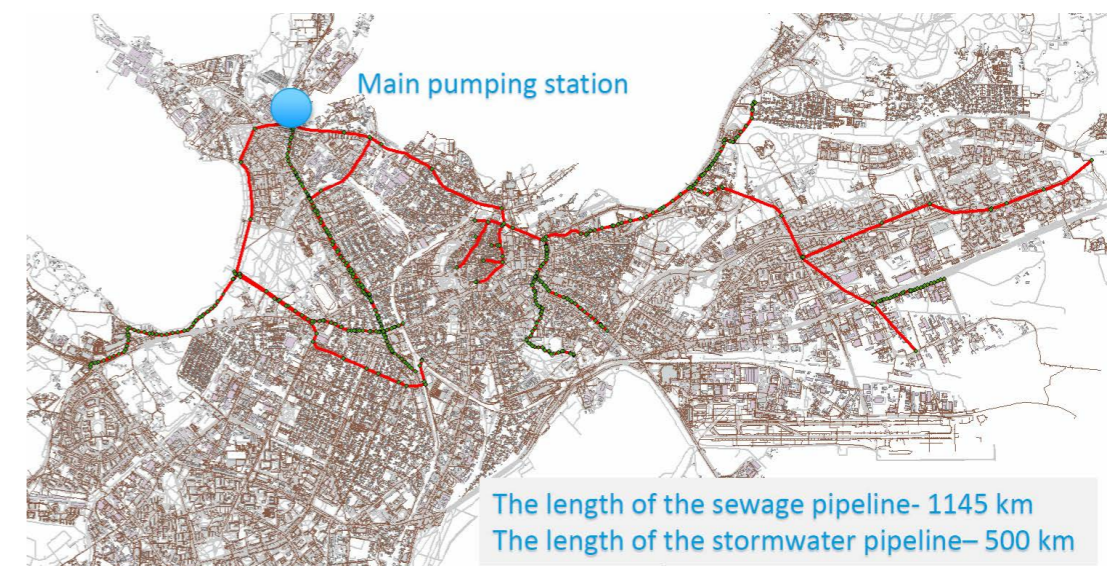 Main pumping station
The length of the sewage pipeline- 1145 km
The length of the stormwater pipeline– 500 km